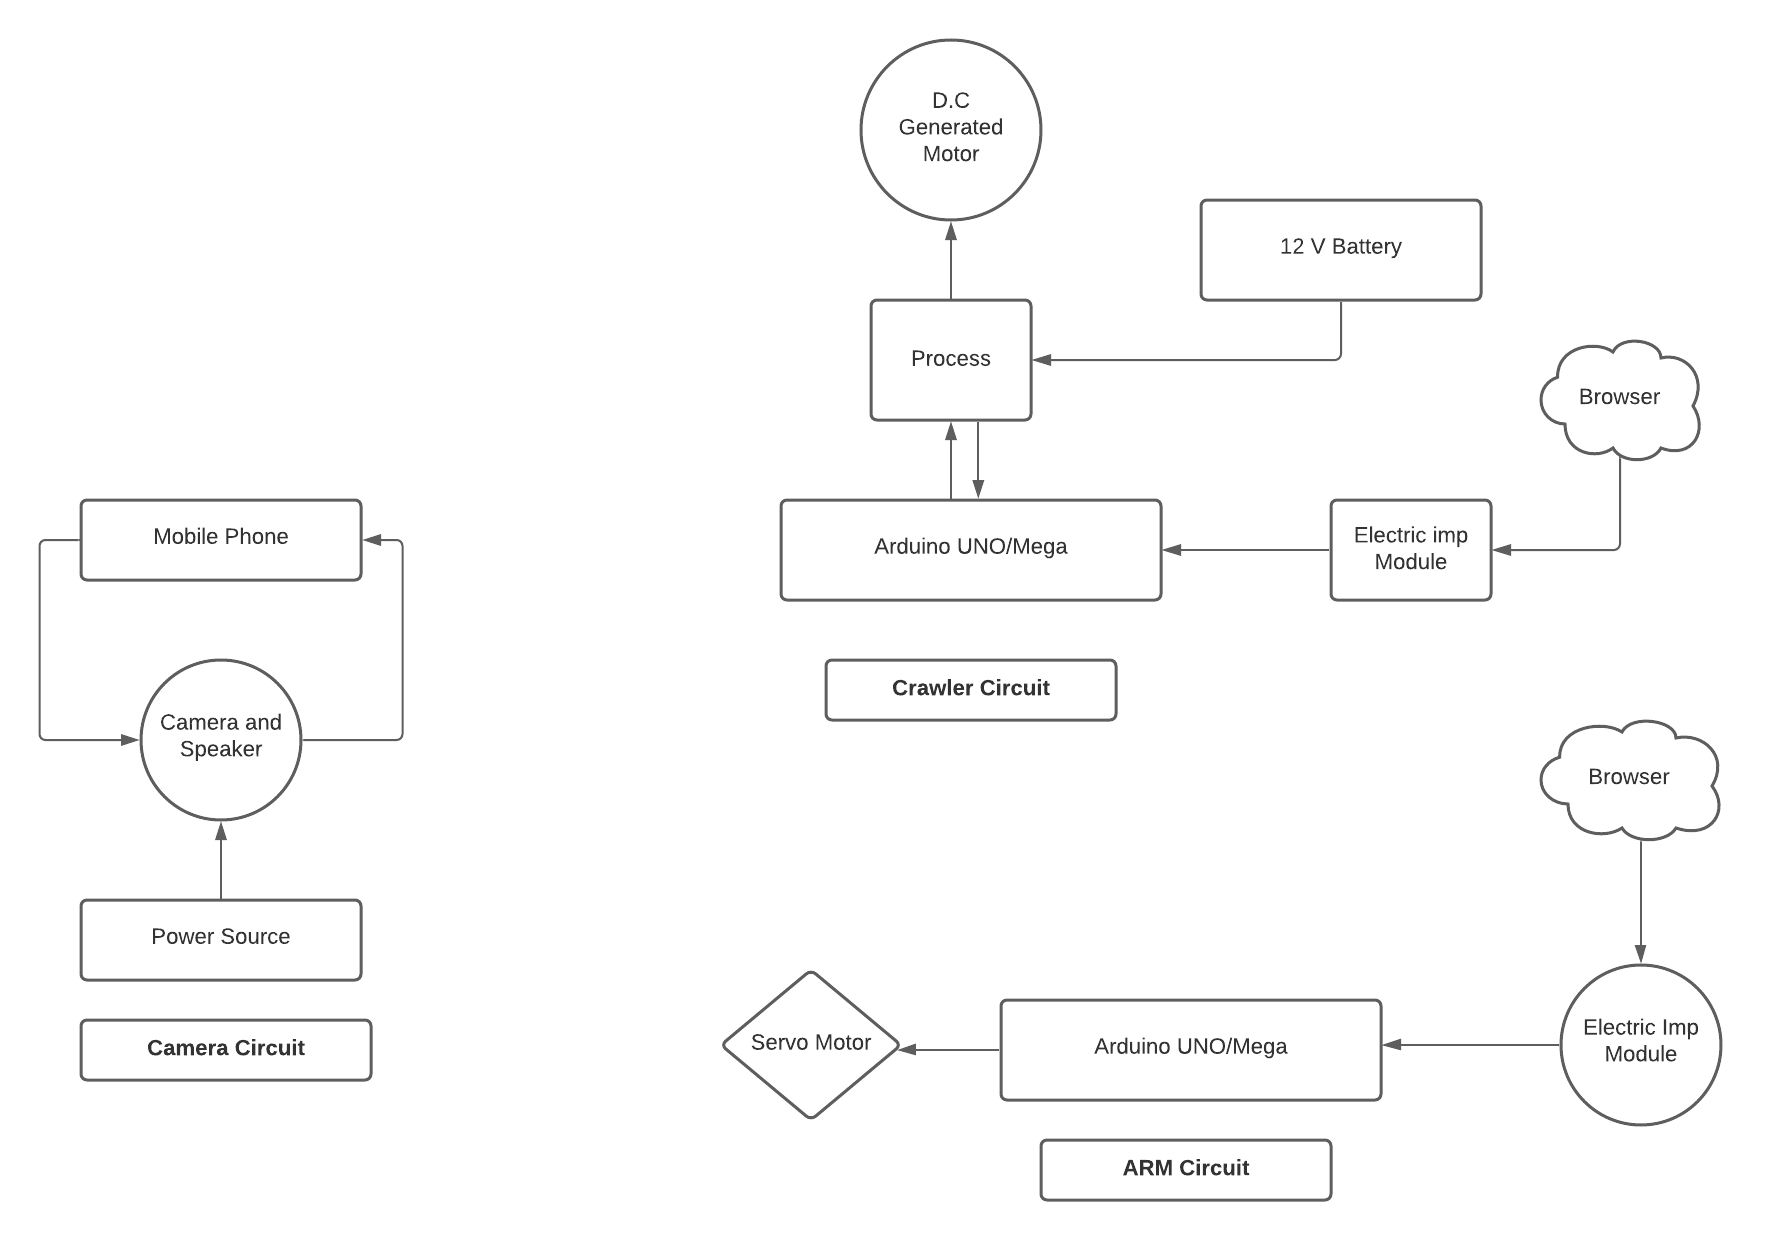 D.C
Generated
Motor
12 V Battery
Process
Browser
Mobile Phone
Arduino UNO/Mega
Electric imp
Module
Crawler Circuit
Camera and
Speaker
Browser
Power Source
Camera Circuit
Servo Motor
Arduino UNO/Mega
Electric Imp
Module
ARM Circuit